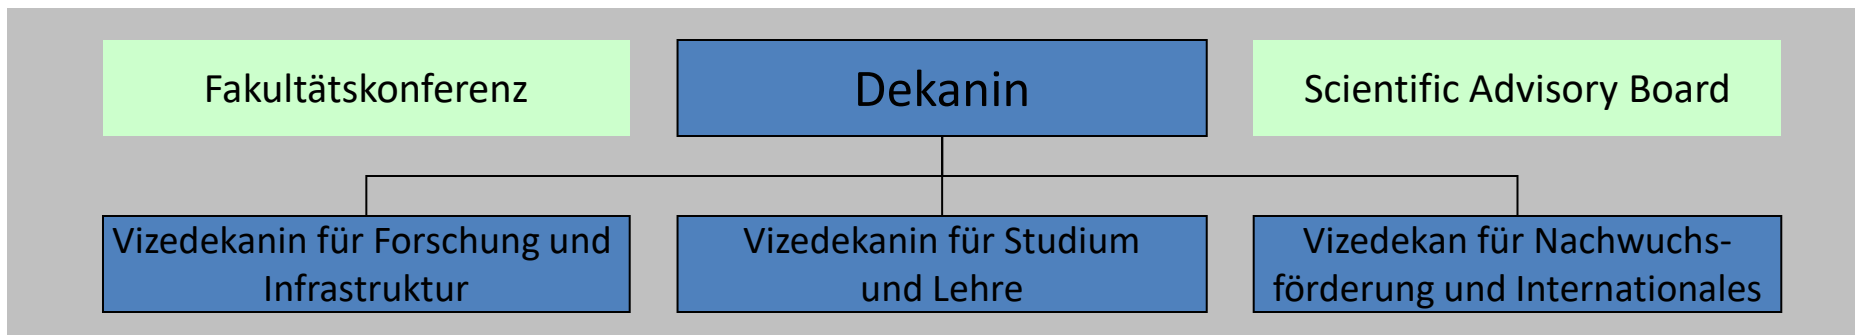 Fakultätskonferenz
Dekanin
Scientific Advisory Board
Vizedekanin für Forschung und
Infrastruktur
Vizedekanin für Studium
und Lehre
Vizedekan für Nachwuchs-
förderung und Internationales